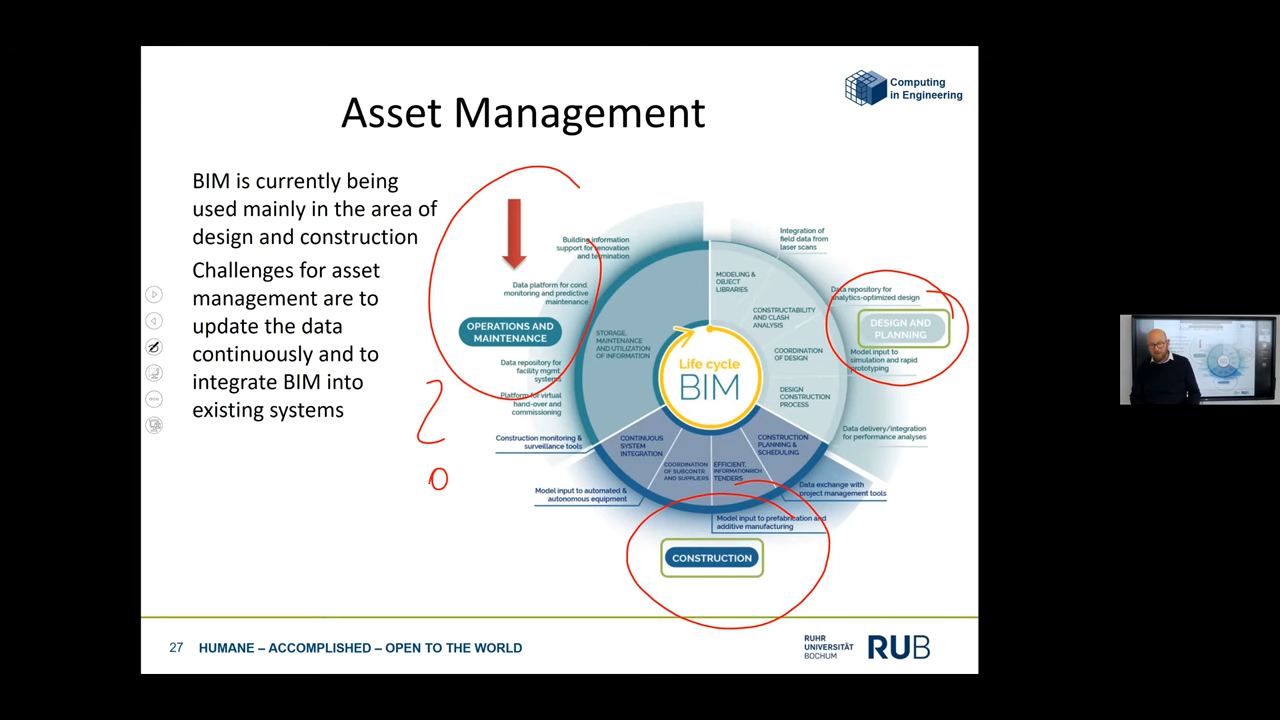 Computing
in Engineering
Asset Management
BIM is currently being
used mainly in the area of
design and construction
Challenges for asset
management are to
update the data
continuously and to
integrate BIM into
existing systems
Building information
support for renovation
and termination
Data platform for cond.
monitoring and predictive
maintenance
OPERATIONS AND
MAINTENANCE
Data repository for
facility mgmt.
systems
Platform for virtual
hand-over and
commissioning
Construction monitoring &
surveillance tools
Model input to automated &
autonomous equipment
STORAGE,
MAINTENANCE
AND UTILIZATION
OF INFORMATION
MODELING &
OBJECT
LIBRARIES
CONSTRUCTABILITY
AND CLASH
ANALYSIS
COORDINATION
OF DESIGN
DESIGN
CONSTRUCTION
PROCESS
Life cycle
BIM
CONTINUOUS
SYSTEM
INTEGRATION
COORDINATION
OF SUBCONTR.
AND SUPPLIERS
EFFICIENT,
INFORMATIONRICH
TENDERS
CONSTRUCTION
PLANNING &
SCHEDULING
Integration of
field data from
laser scans
Data repository for
analytics-optimized design
DESIGN AND
PLANNING
Model input to
simulation and rapid
prototyping
Data delivery/integration
for performance analyses
Data exchange with
project management tools
Model input to prefabrication and
additive manufacturing
CONSTRUCTION
27 HUMANE – ACCOMPLISHED – OPEN TO THE WORLD
RUHR
UNIVERSITÄT
BOCHUM
RUB